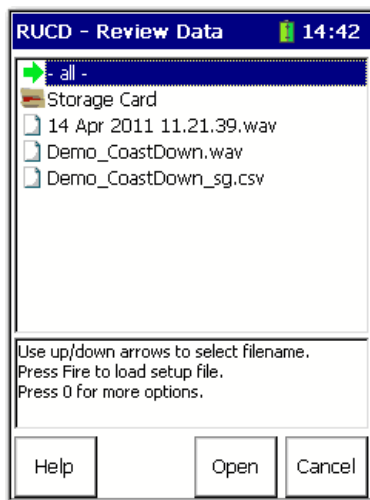 RUCD - Review Data 14:42
- all -
Storage Card
14 Apr 2011 11.21.39.wav
Demo_CoastDown.wav
Demo_CoastDown_sg.csv
Use up/down arrows to select filename.
Press Fire to load setup file.
Press 0 for more options.
Help Open Cancel